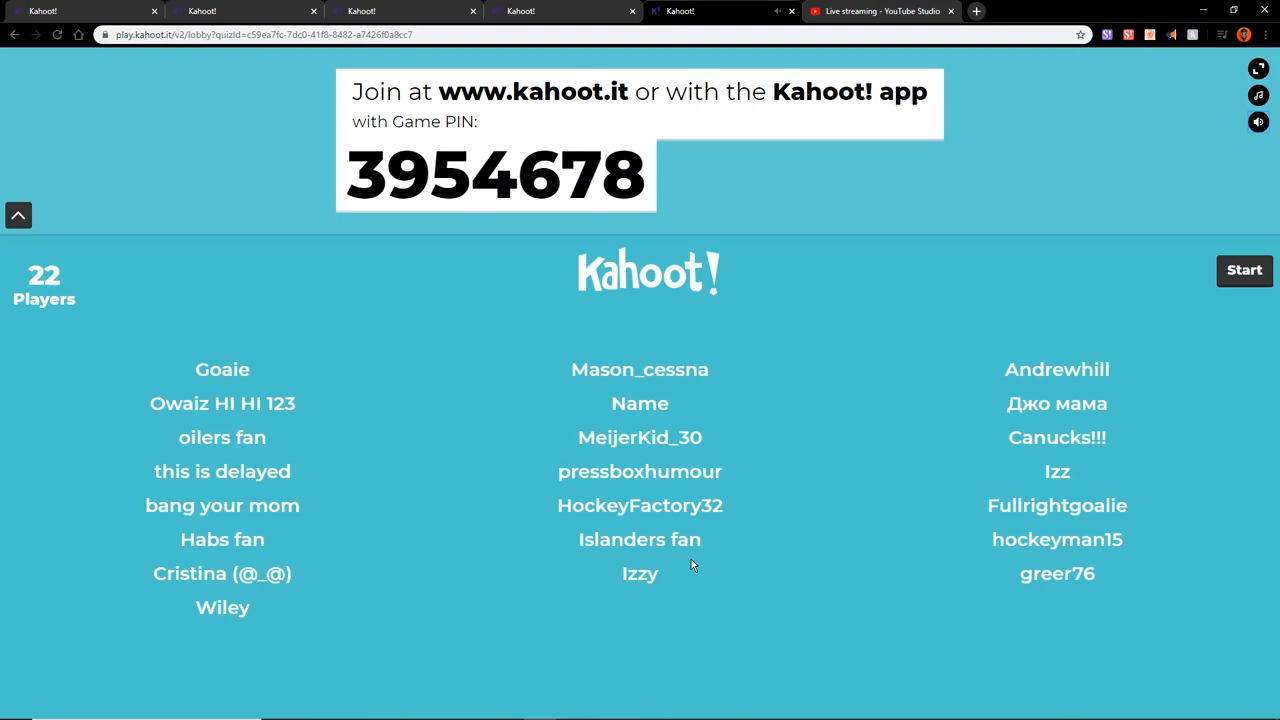 Kahoot!
Kahoot!
Kahoot!
Kahoot!
Kahoot!
Live streaming - YouTube Studio
play.kahoot.it/v2/lobby?quizId=c59ea7fc-7dc0-41f8-8482-a7426f0a8cc7
Join at www.kahoot.it or with the Kahoot! app
with Game PIN:
3954678
22
Players
Kahoot!
Start
Goaie
Mason_cessna
Andrewhill
Owaiz HI HI 123
Name
Джо мама
oilers fan
MeijerKid_30
Canucks!!!
this is delayed
pressboxhumour
Izz
bang your mom
HockeyFactory32
Fullrightgoalie
Habs fan
Islanders fan
hockeyman15
Cristina (@_@)
Izzy
greer76
Wiley